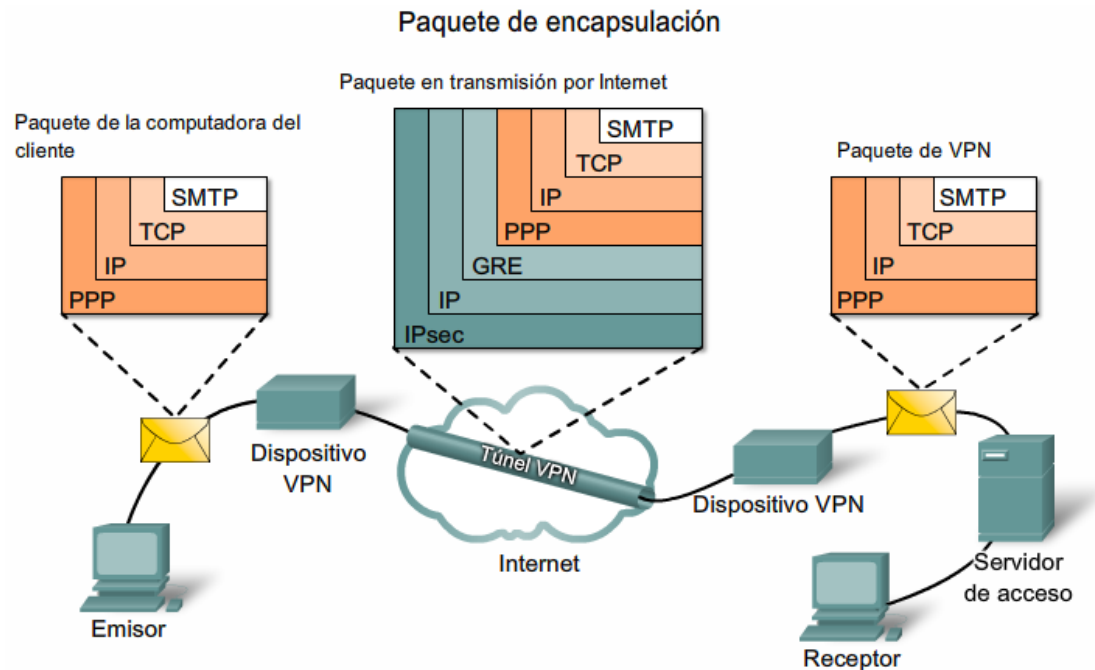 Paquete de encapsulación
Paquete en transmisión por Internet
Paquete de la computadora del
cliente
Paquete de VPN
SMTP
TCP
IP
PPP
SMTP
TCP
IP
PPP
GRE
IP
IPsec
SMTP
TCP
IP
PPP
Dispositivo
VPN
Túnel VPN
Internet
Dispositivo VPN
Servidor
de acceso
Emisor
Receptor